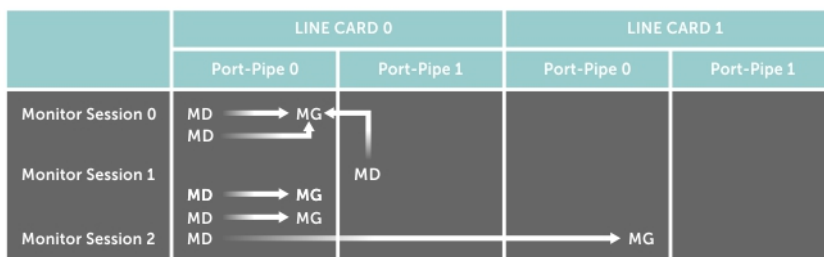 LINE CARD 0 LINE CARD 1
Port-Pipe 0 Port-Pipe 1 Port-Pipe 0 Port-Pipe 1
Monitor Session 0 MD MG
MD
Monitor Session 1 MD
MD MG
MD MG
Monitor Session 2 MD MG